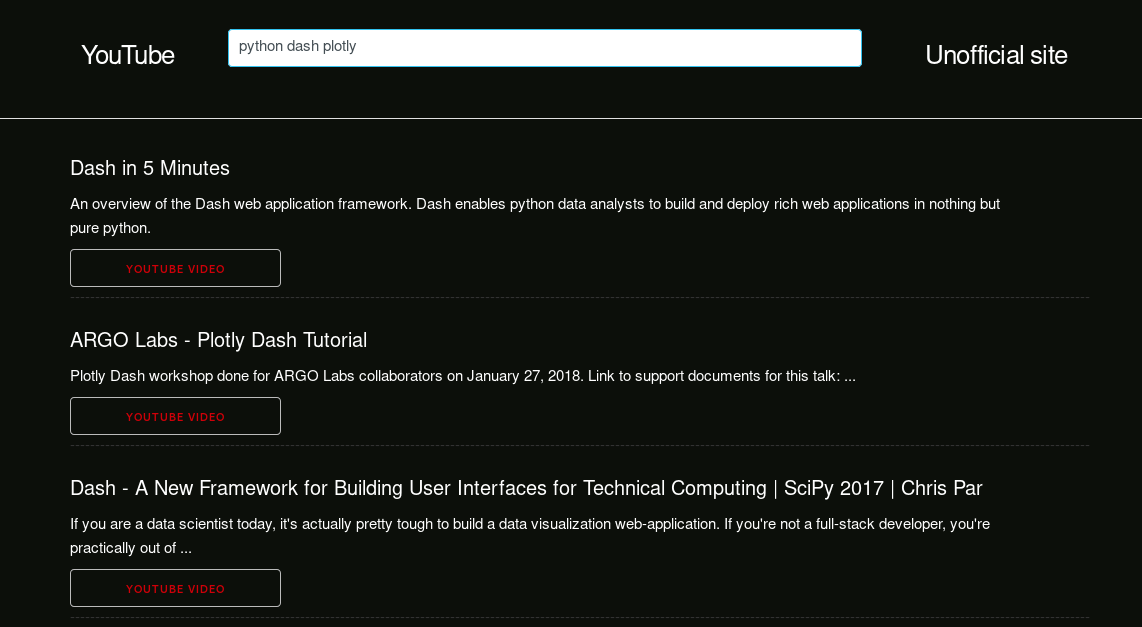 YouTube
python dash plotly
Unofficial site
Dash in 5 Minutes
An overview of the Dash web application framework. Dash enables python data analysts to build and deploy rich web applications in nothing but
pure python.
YOUTUBE VIDEO
ARGO Labs - Plotly Dash Tutorial
Plotly Dash workshop done for ARGO Labs collaborators on January 27, 2018. Link to support documents for this talk: ...
YOUTUBE VIDEO
Dash - A New Framework for Building User Interfaces for Technical Computing | SciPy 2017 | Chris Par
If you are a data scientist today, it's actually pretty tough to build a data visualization web-application. If you're not a full-stack developer, you're
practically out of ...
YOUTUBE VIDEO